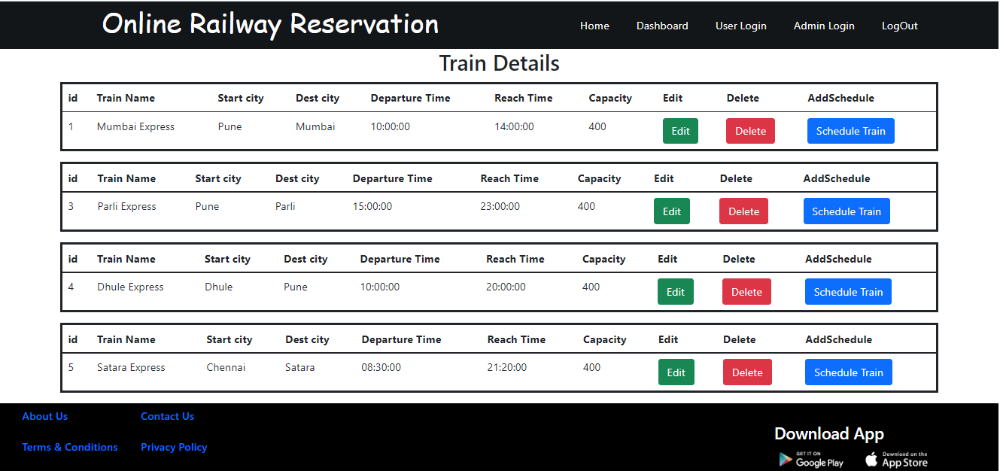 Online Railway Reservation Home Dashboard User Login Admin Login LogOut
Train Details
id Train Name Start city Dest city Departure Time Reach Time Capacity Edit Delete AddSchedule
1 Mumbai Express Pune Mumbai 10:00:00 14:00:00 400 Edit Delete Schedule Train
id Train Name Start city Dest city Departure Time Reach Time Capacity Edit Delete AddSchedule
3 Parli Express Pune Parli 15:00:00 23:00:00 400 Edit Delete Schedule Train
id Train Name Start city Dest city Departure Time Reach Time Capacity Edit Delete AddSchedule
4 Dhule Express Dhule Pune 10:00:00 20:00:00 400 Edit Delete Schedule Train
id Train Name Start city Dest city Departure Time Reach Time Capacity Edit Delete AddSchedule
5 Satara Express Chennai Satara 08:30:00 21:20:00 400 Edit Delete Schedule Train
About Us Contact Us
Terms & Conditions Privacy Policy
Download App
GET IT ON
Google Play
Download on the
App Store